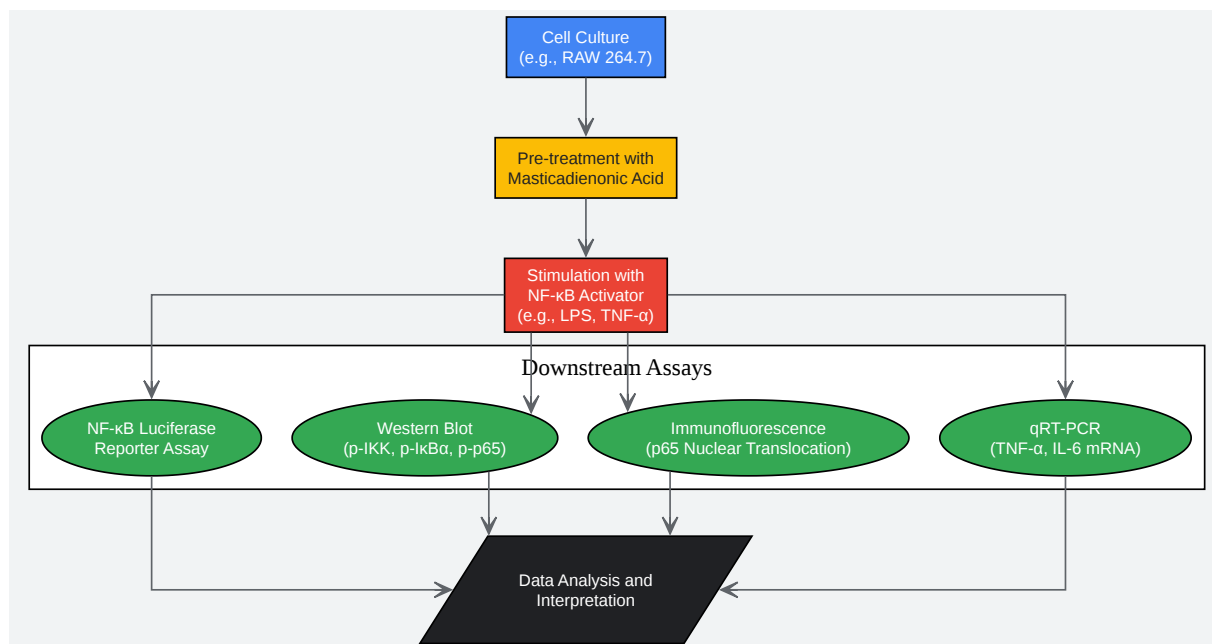 Cell Culture
(e.g., RAW 264.7)
Pre-treatment with
Masticadienonic Acid
Stimulation with
NF-κB Activator
(e.g., LPS, TNF-α)
Downstream Assays
NF-κB Luciferase
Reporter Assay
Western Blot
(p-IKK, p-IκBα, p-p65)
Immunofluorescence
(p65 Nuclear Translocation)
qRT-PCR
(TNF-α, IL-6 mRNA)
Data Analysis and
Interpretation